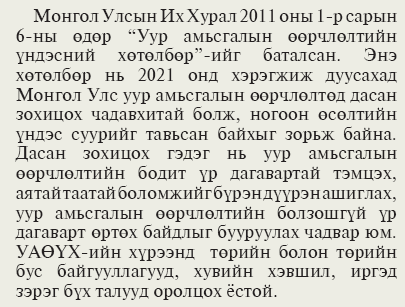 Монгол Улсын Их Хурал 2011 оны 1-р сарын
6-ны өдөр “Уур амьсгалын өөрчлөлтийн
үндэсний хөтөлбөр”-ийг баталсан. Энэ
хөтөлбөр нь 2021 онд хэрэгжиж дуусахад
Монгол Улс уур амьсгалын өөрчлөлтөд дасан
зохицох чадавхитай болж, ногоон өсөлтийн
үндэс суурийг тавьсан байхыг зорьж байна.
Дасан зохицох гэдэг нь уур амьсгалын
өөрчлөлтийн бодит үр дагавартай тэмцэх,
аятай таатай боломжийг бүрэн дүүрэн ашиглах,
уур амьсгалын өөрчлөлтийн болзошгүй үр
дагаварт өртөх байдлыг бууруулах чадвар юм.
УАӨҮХ-ийн хүрээнд төрийн болон төрийн
бус байгууллагууд, хувийн хэвшил, иргэд
зэрэг бүх талууд оролцох ёстой.